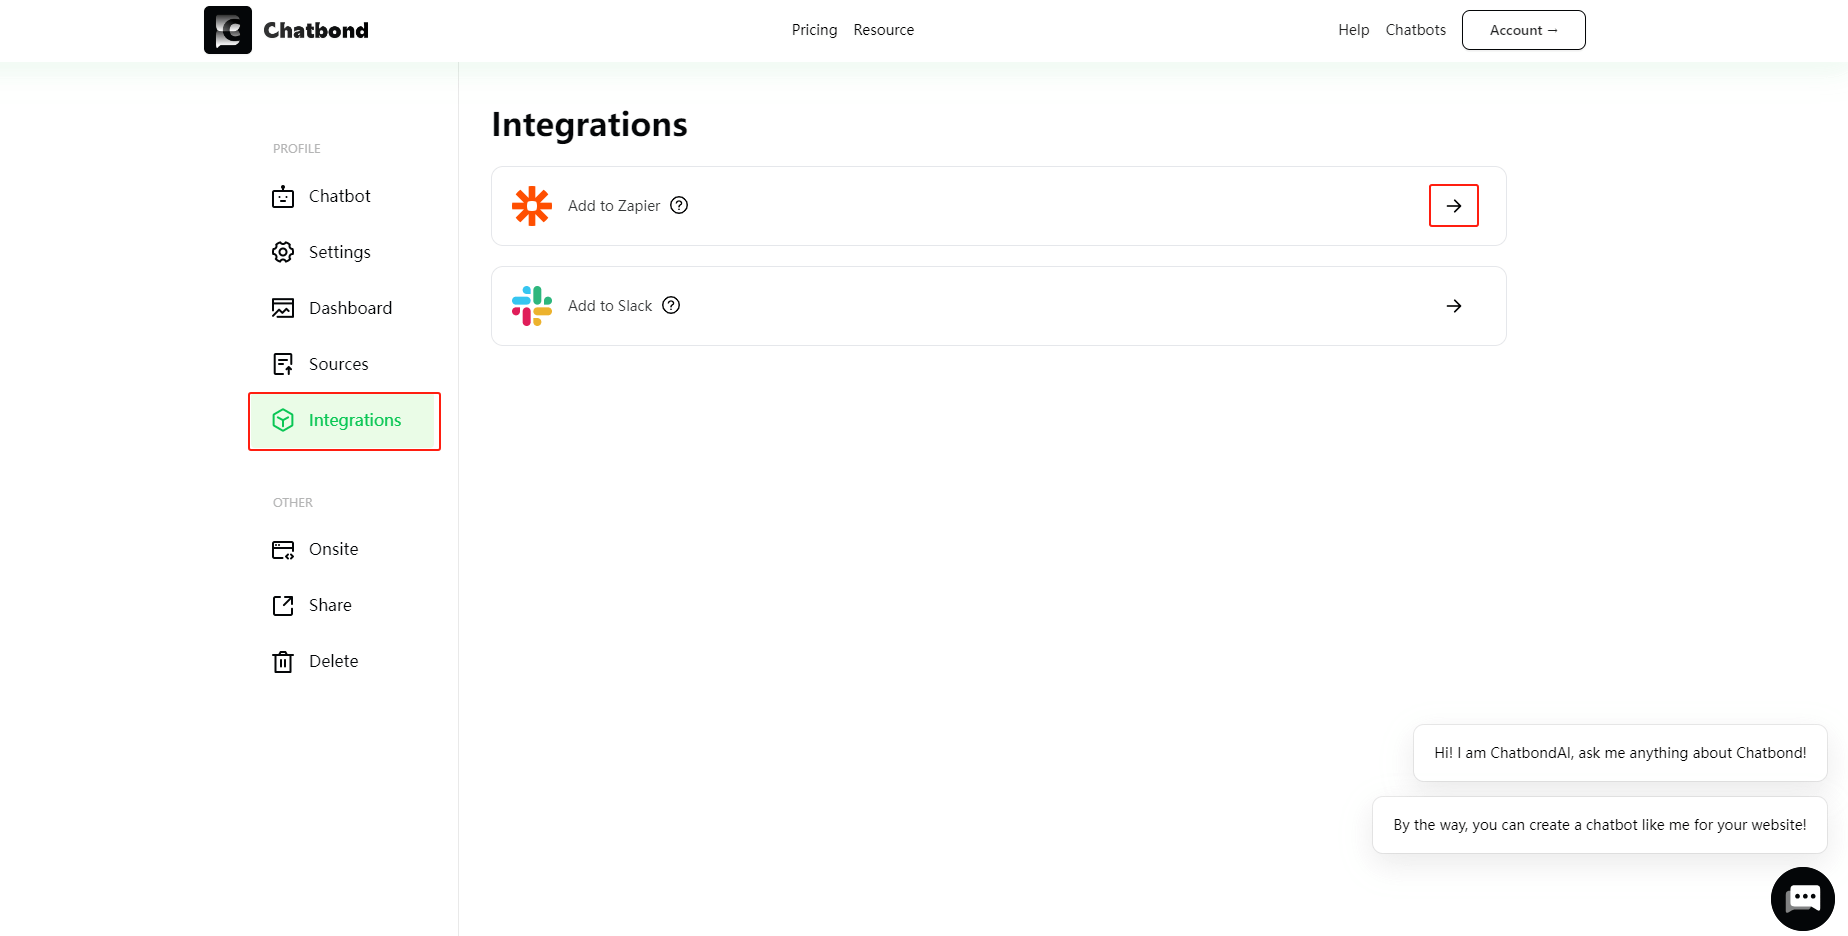 Chatbond
Pricing
Resource
Help
Chatbots
Account →
PROFILE
Chatbot
Settings
Dashboard
Sources
Integrations
OTHER
Onsite
Share
Delete
Integrations
Add to Zapier
Add to Slack
Hi! I am ChatbondAI, ask me anything about Chatbond!
By the way, you can create a chatbot like me for your website!